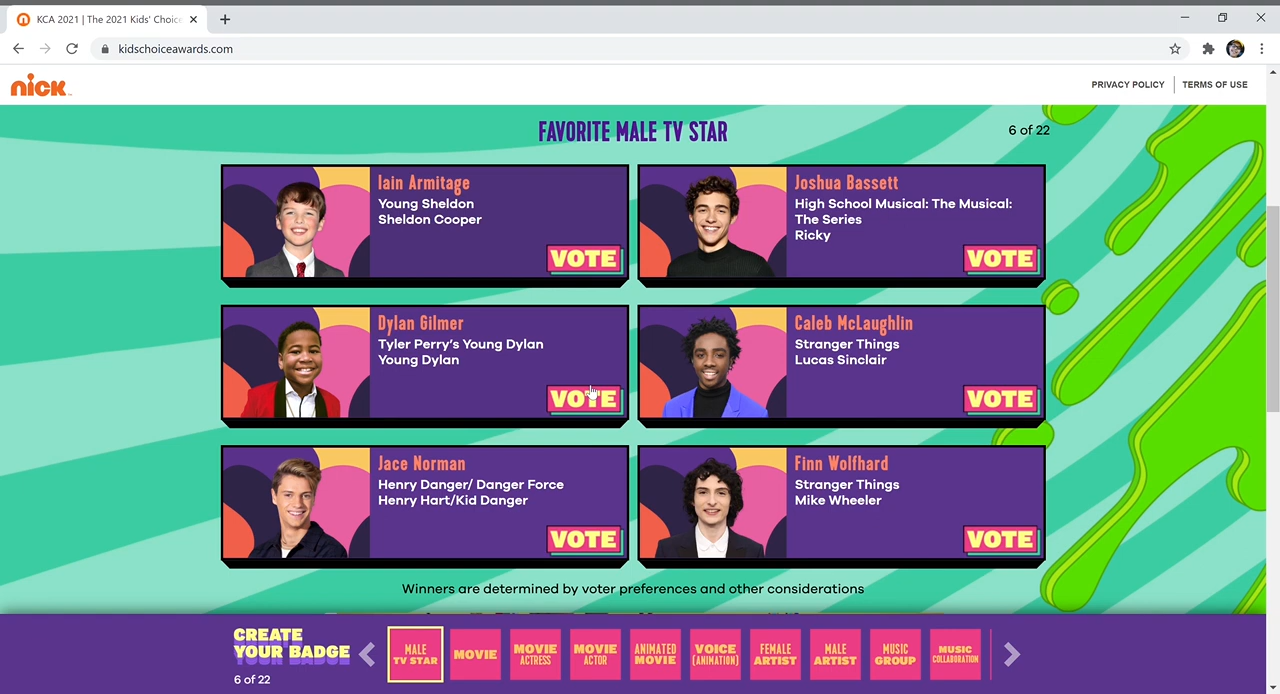 KCA 2021 | The 2021 Kids' Choice
kidschoiceawards.com
nick
PRIVACY POLICY
TERMS OF USE
FAVORITE MALE TV STAR
6 of 22
Iain Armitage
Young Sheldon
Sheldon Cooper
VOTE
Joshua Bassett
High School Musical: The Musical:
The Series
Ricky
VOTE
Dylan Gilmer
Tyler Perry's Young Dylan
Young Dylan
VOTE
Caleb McLaughlin
Stranger Things
Lucas Sinclair
VOTE
Jace Norman
Henry Danger/ Danger Force
Henry Hart/Kid Danger
VOTE
Finn Wolfhard
Stranger Things
Mike Wheeler
VOTE
Winners are determined by voter preferences and other considerations
CREATE
YOUR BADGE
6 of 22
MALE
TV STAR
MOVIE
MOVIE
ACTRESS
MOVIE
ACTOR
ANIMATED
MOVIE
VOICE
(ANIMATION)
FEMALE
ARTIST
MALE
ARTIST
MUSIC
GROUP
MUSIC
COLLABORATION